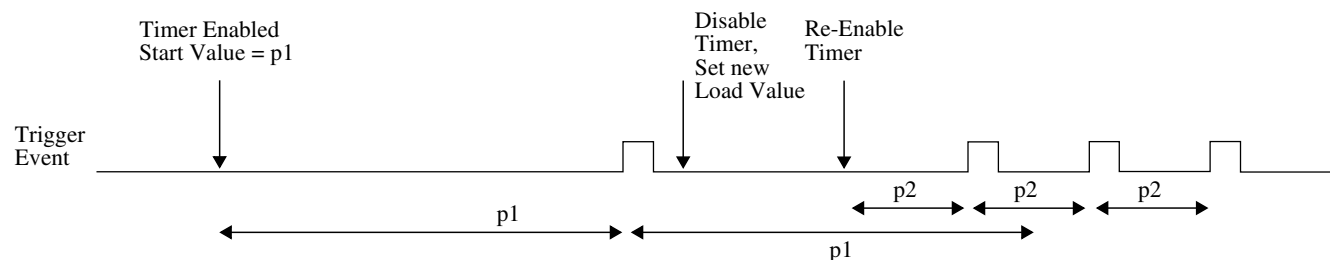 Timer Enabled
Start Value = p1
Disable
Timer,
Set new
Load Value
Re-Enable
Timer
Trigger
Event
p2
p2
p2
p1
p1